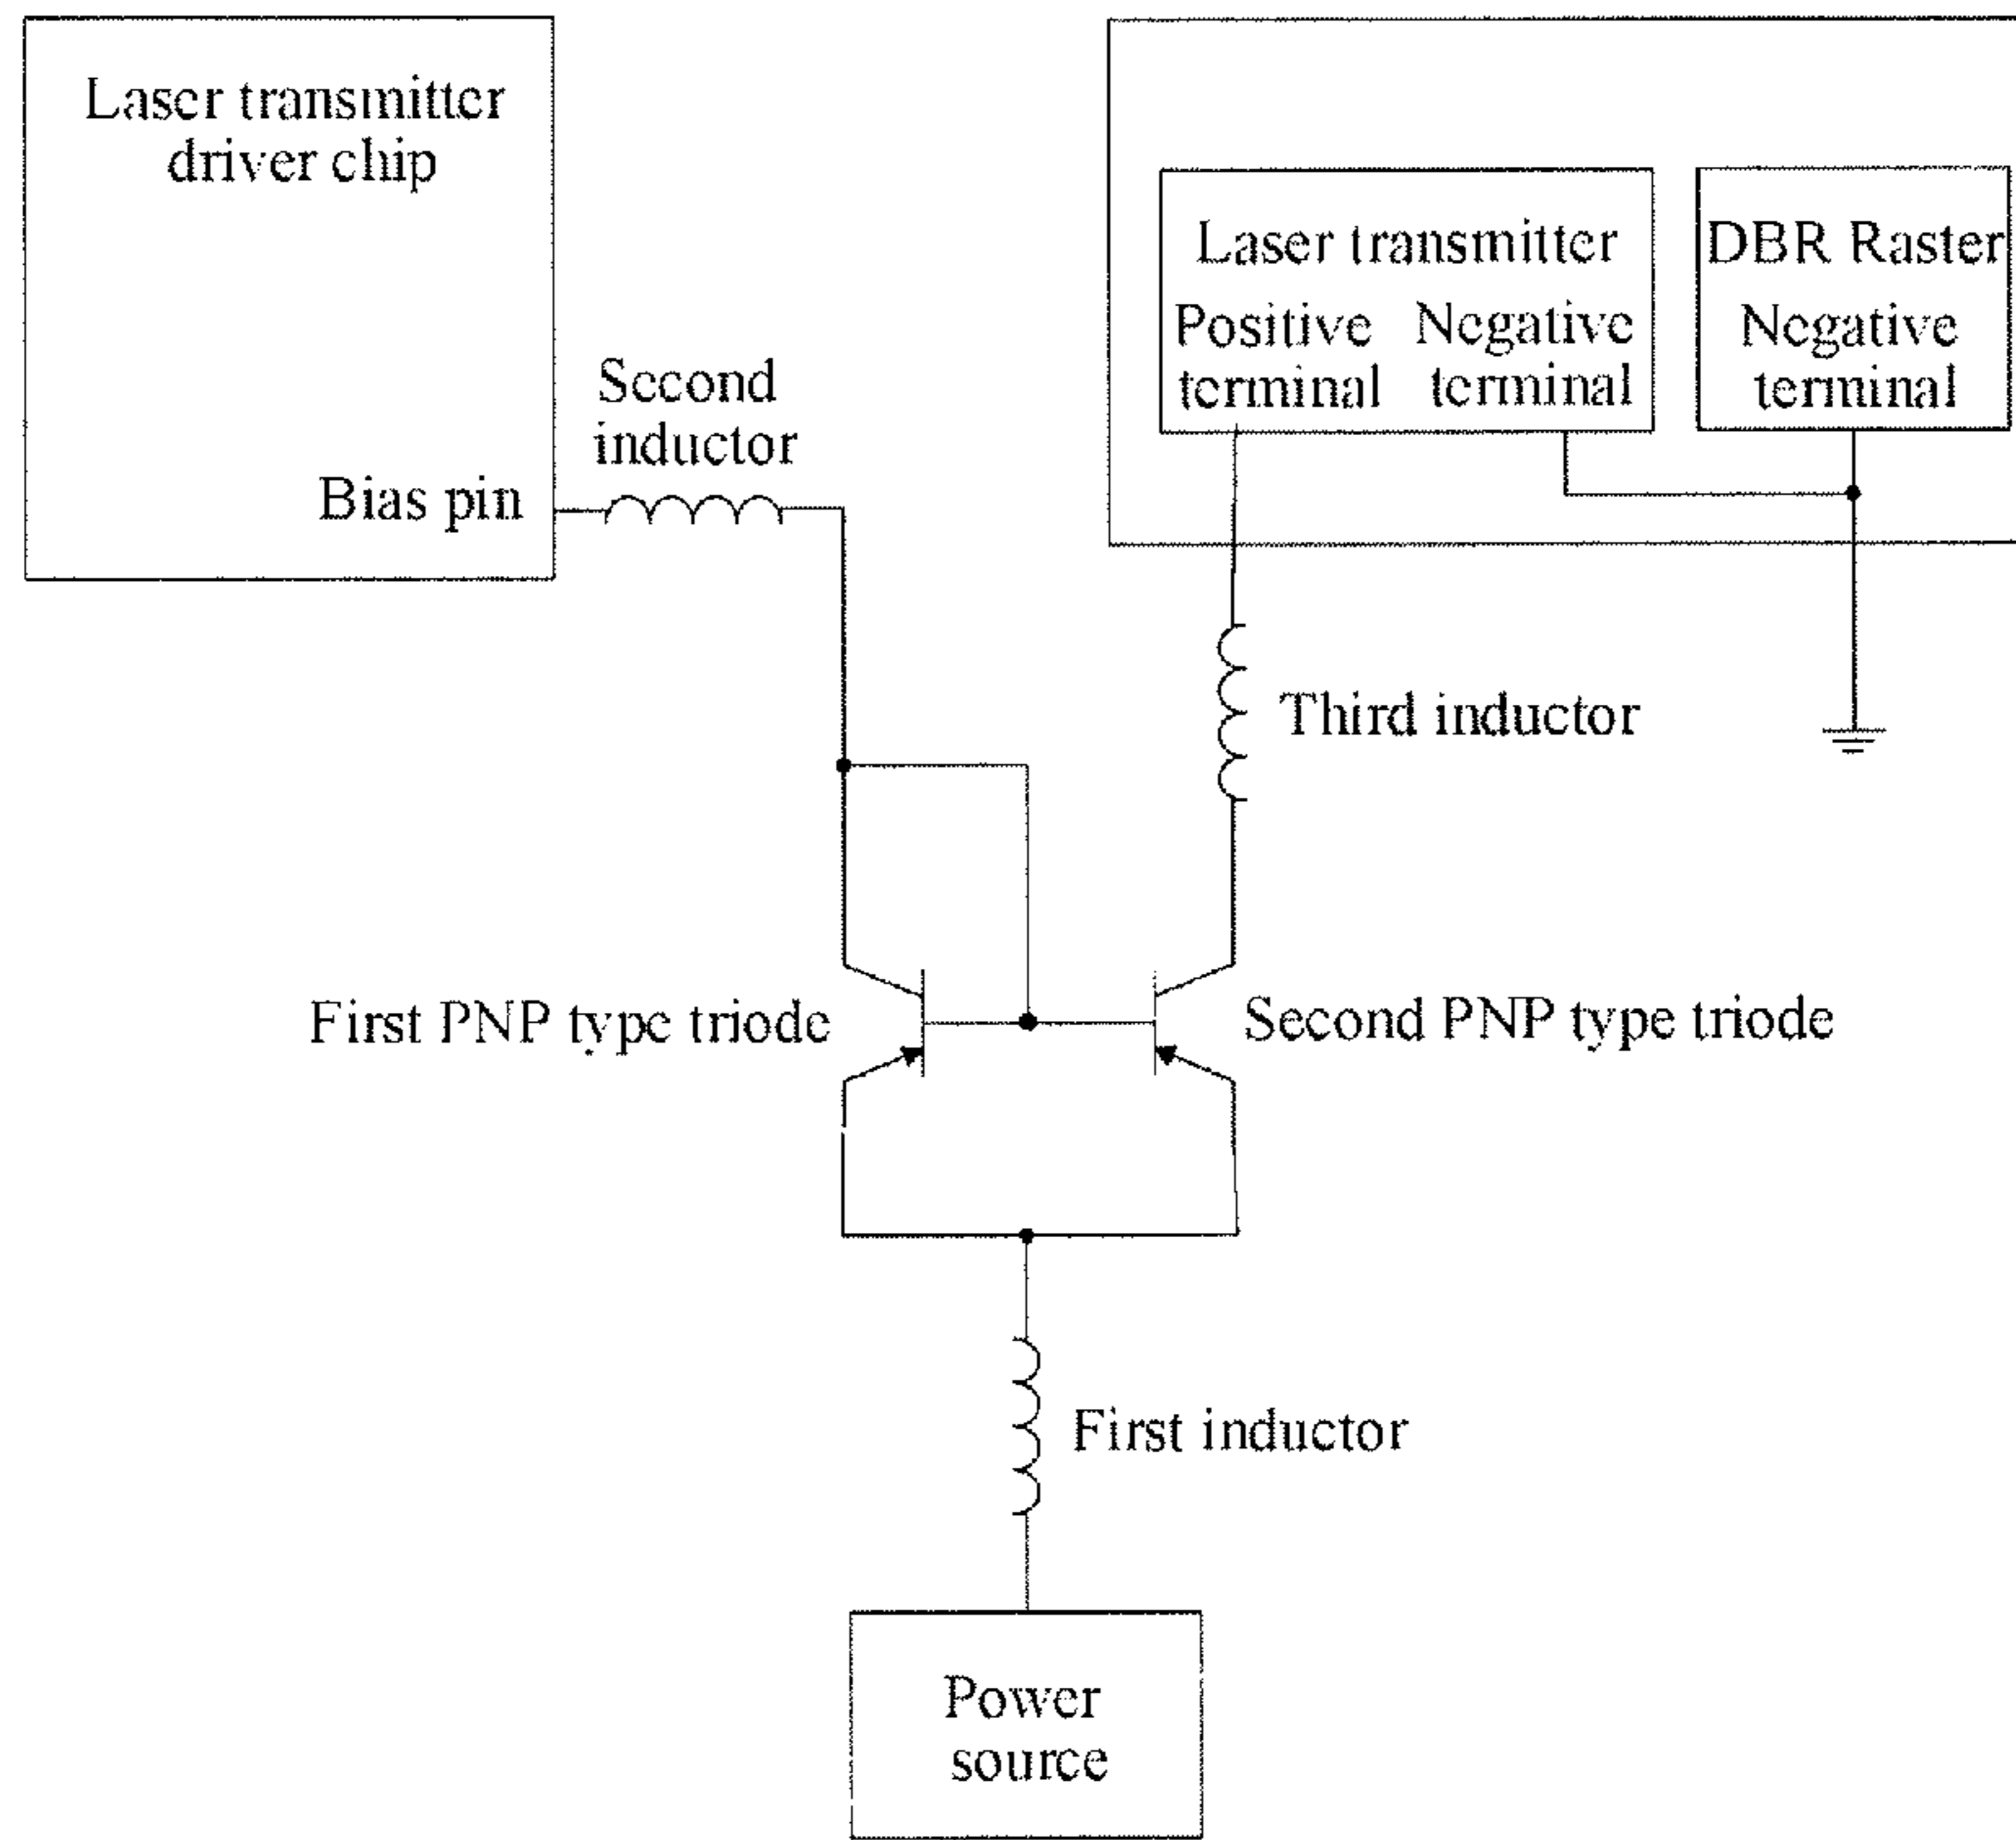 Laser transmitter
driver chip
Bias pin
Second
inductor
Laser transmitter
Positive
terminal
Negative
terminal
DBR Raster
Negative
terminal
Third inductor
First PNP type triode
Second PNP type triode
First inductor
Power
source